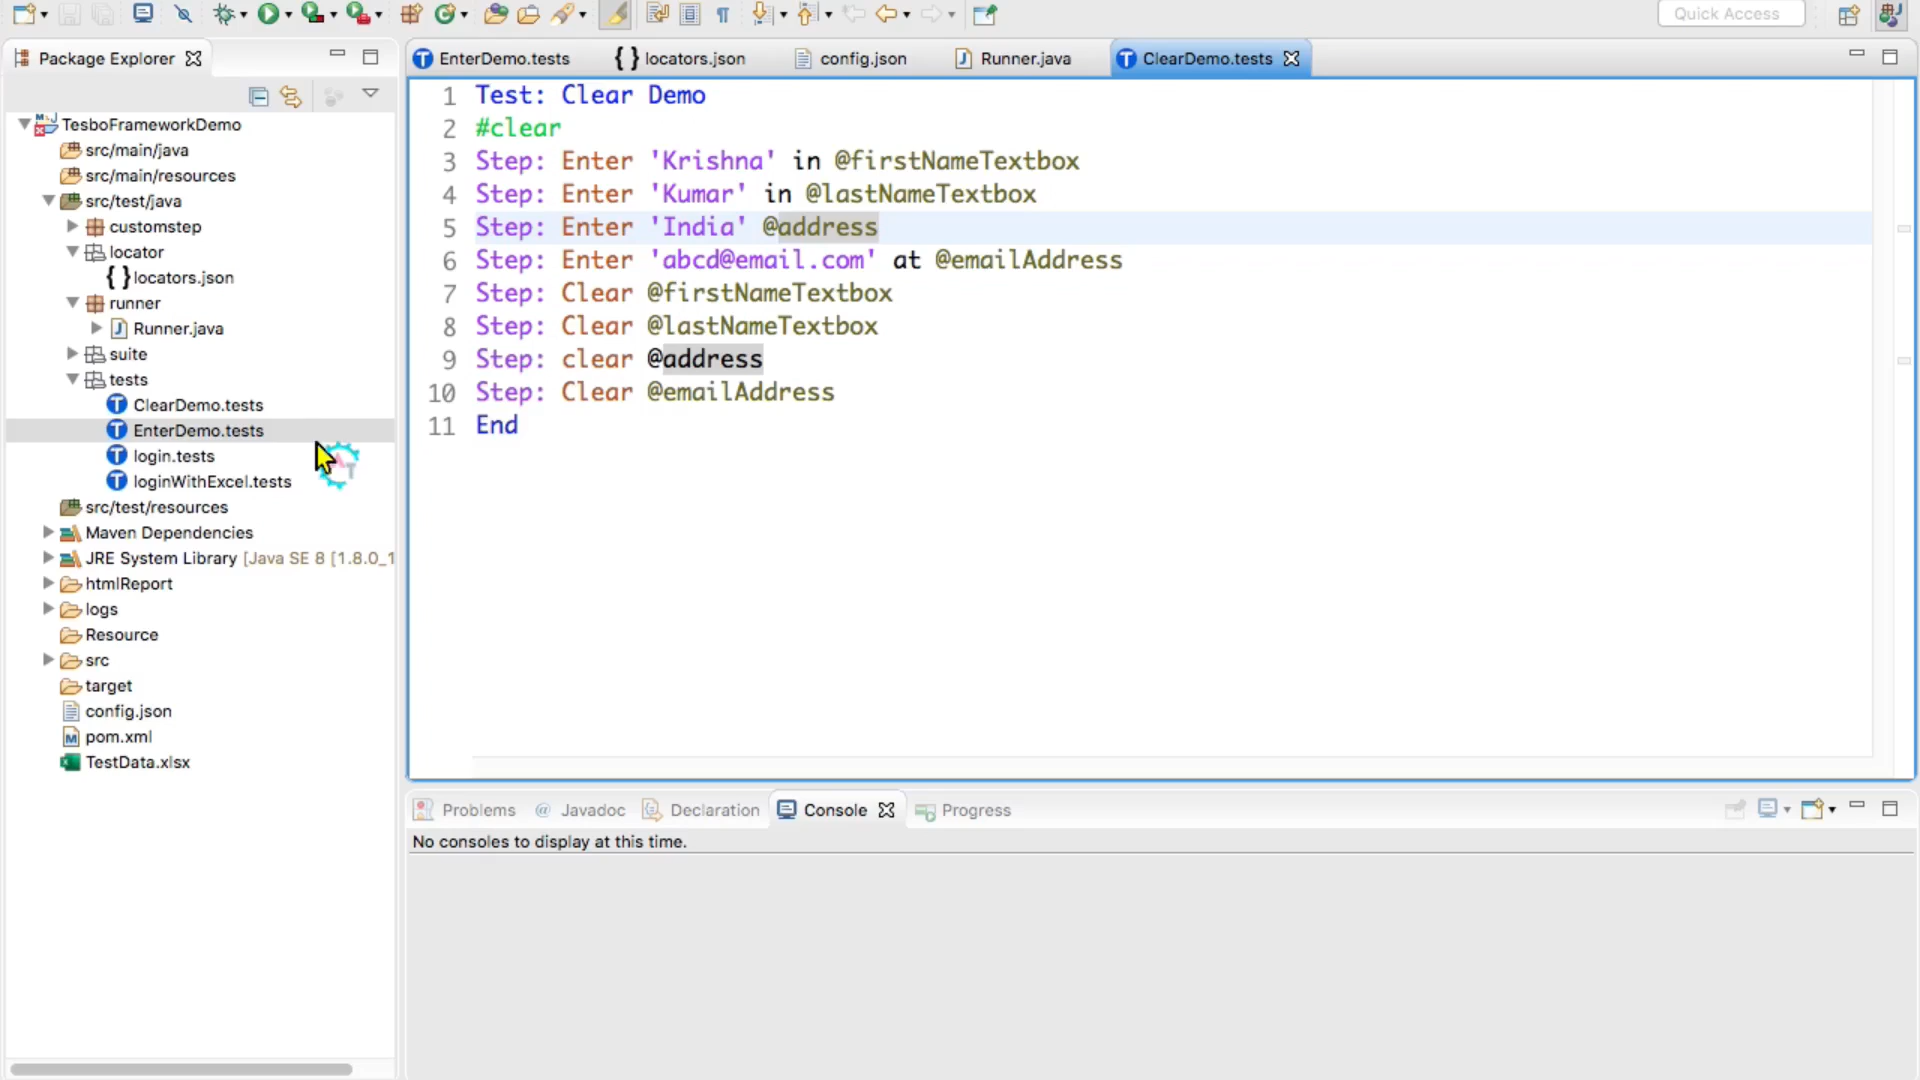 Quick Access
Package Explorer
TesboFrameworkDemo
src/main/java
src/main/resources
src/test/java
customstep
locator
{ } locators.json
runner
Runner.java
suite
tests
ClearDemo.tests
EnterDemo.tests
login.tests
loginWithExcel.tests
src/test/resources
Maven Dependencies
JRE System Library [Java SE 8 [1.8.0_1
htmlReport
logs
Resource
src
target
config.json
pom.xml
TestData.xlsx
EnterDemo.tests { } locators.json config.json Runner.java ClearDemo.tests
1 Test: Clear Demo
2 #clear
3 Step: Enter 'Krishna' in @firstNameTextbox
4 Step: Enter 'Kumar' in @lastNameTextbox
5 Step: Enter 'India' @address
6 Step: Enter 'abcd@email.com' at @emailAddress
7 Step: Clear @firstNameTextbox
8 Step: Clear @lastNameTextbox
9 Step: clear @address
10 Step: Clear @emailAddress
11 End
Problems @ Javadoc Declaration Console Progress
No consoles to display at this time.